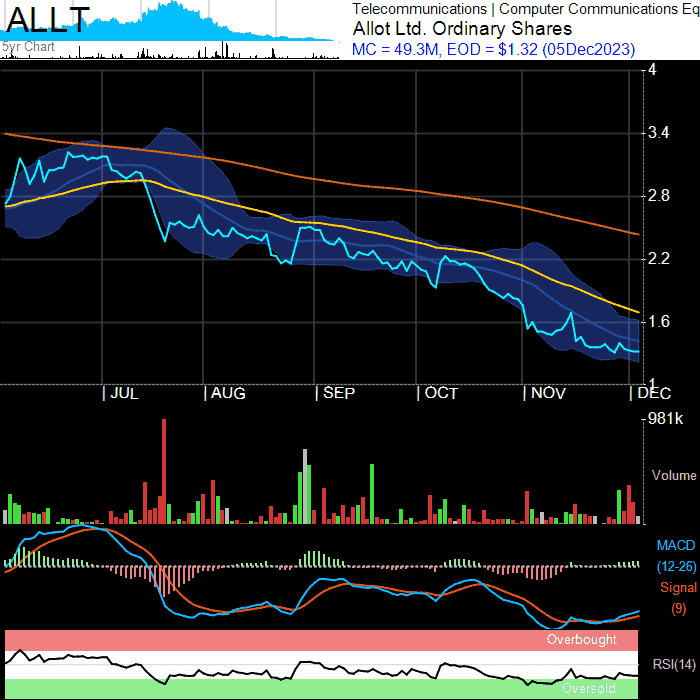 ALLT
5yr Chart
Telecommunications | Computer Communications Eq
Allot Ltd. Ordinary Shares
MC = 49.3M, EOD = $1.32 (05Dec2023)
4
3.4
2.8
2.2
1.6
1
| JUL | AUG | SEP | OCT | NOV | DEC
981k
Volume
MACD
(12-26)
Signal
(9)
Overbought
RSI(14)
Oversold